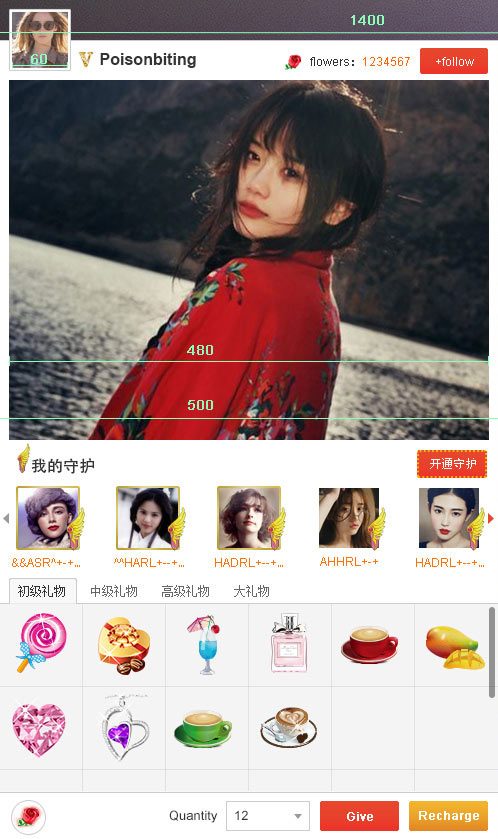 1400
60
Poisonbiting
flowers: 1234567
+follow
480
500
我的守护
开通守护
&&ASR^+-+...
^^HARL+--+...
HADRL+--+...
AHHRL+-+
HADRL+--+...
初级礼物
中级礼物
高级礼物
大礼物
Quantity
12
Give
Recharge